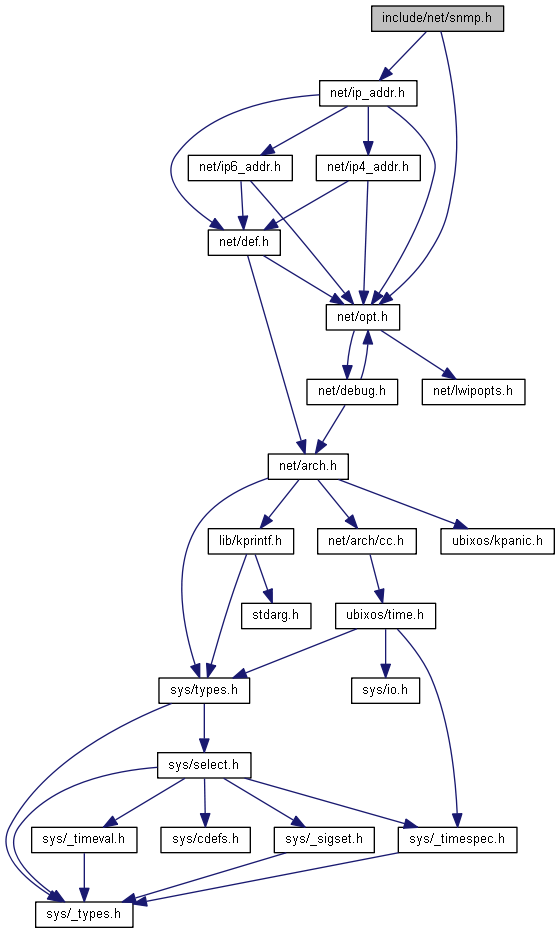 include/net/snmp.h
net/ip_addr.h
net/ip6_addr.h
net/ip4_addr.h
net/def.h
net/opt.h
net/debug.h
net/lwipopts.h
net/arch.h
lib/kprintf.h
net/arch/cc.h
ubixos/kpanic.h
stdarg.h
ubixos/time.h
sys/types.h
sys/io.h
sys/select.h
sys/_timeval.h
sys/cdefs.h
sys/_sigset.h
sys/_timespec.h
sys/_types.h